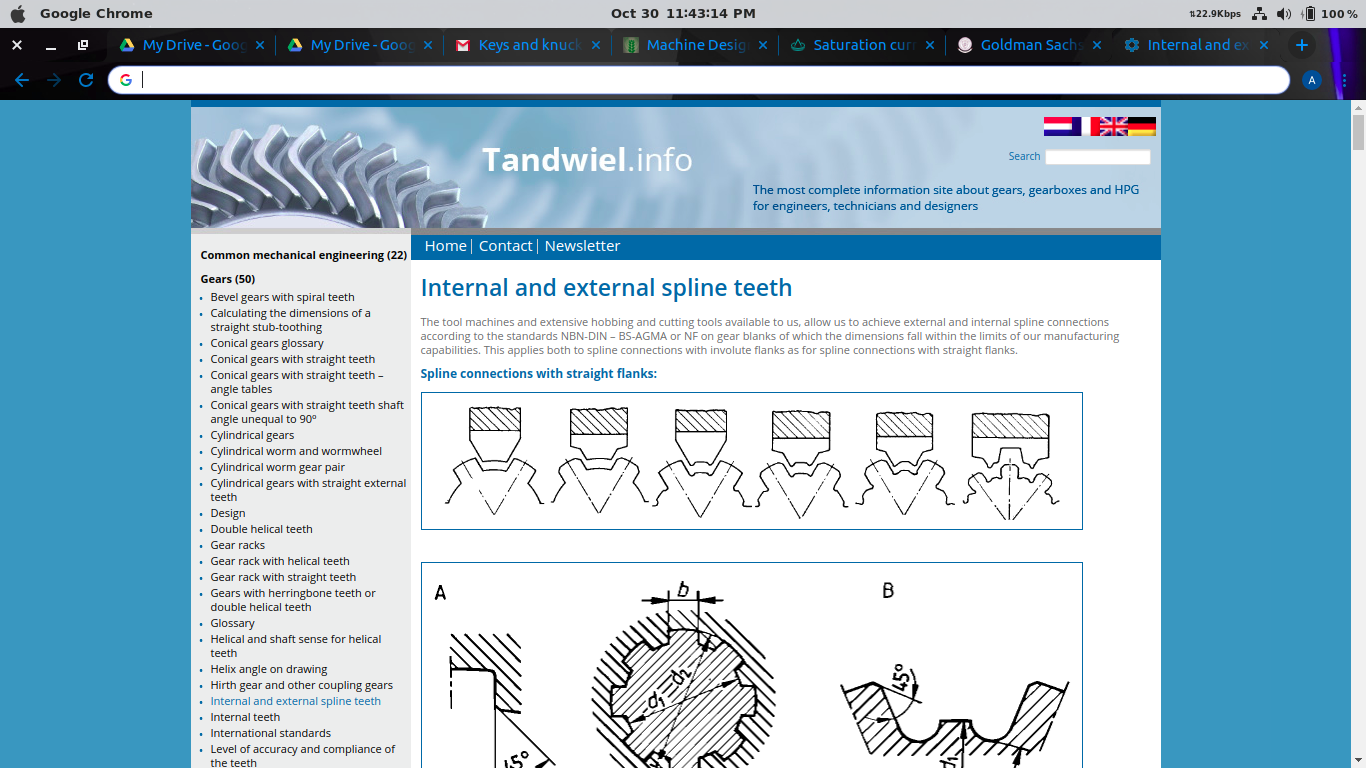 Google Chrome
Oct 30 11:43:14 PM
22.9Kbps
100 %
My Drive - Goog
My Drive - Goog
Keys and knuck
Machine Desig
Saturation curr
Goldman Sachs
Internal and ex
A
Tandwiel.info
Search
The most complete information site about gears, gearboxes and HPG
for engineers, technicians and designers
Home | Contact | Newsletter
Common mechanical engineering (22)
Gears (50)
Bevel gears with spiral teeth
Calculating the dimensions of a
straight stub-toothing
Conical gears glossary
Conical gears with straight teeth
Conical gears with straight teeth –
angle tables
Conical gears with straight teeth shaft
angle unequal to 90º
Cylindrical gears
Cylindrical worm and wormwheel
Cylindrical worm gear pair
Cylindrical gears with straight external
teeth
Design
Double helical teeth
Gear racks
Gear rack with helical teeth
Gear rack with straight teeth
Gears with herringbone teeth or
double helical teeth
Glossary
Helical and shaft sense for helical
teeth
Helix angle on drawing
Hirth gear and other coupling gears
Internal and external spline teeth
Internal teeth
International standards
Level of accuracy and compliance of
the teeth
Internal and external spline teeth
The tool machines and extensive hobbing and cutting tools available to us, allow us to achieve external and internal spline connections
according to the standards NBN-DIN – BS-AGMA or NF on gear blanks of which the dimensions fall within the limits of our manufacturing
capabilities. This applies both to spline connections with involute flanks as for spline connections with straight flanks.
Spline connections with straight flanks:
A
b
B
d1
d2
45°
45°
d1